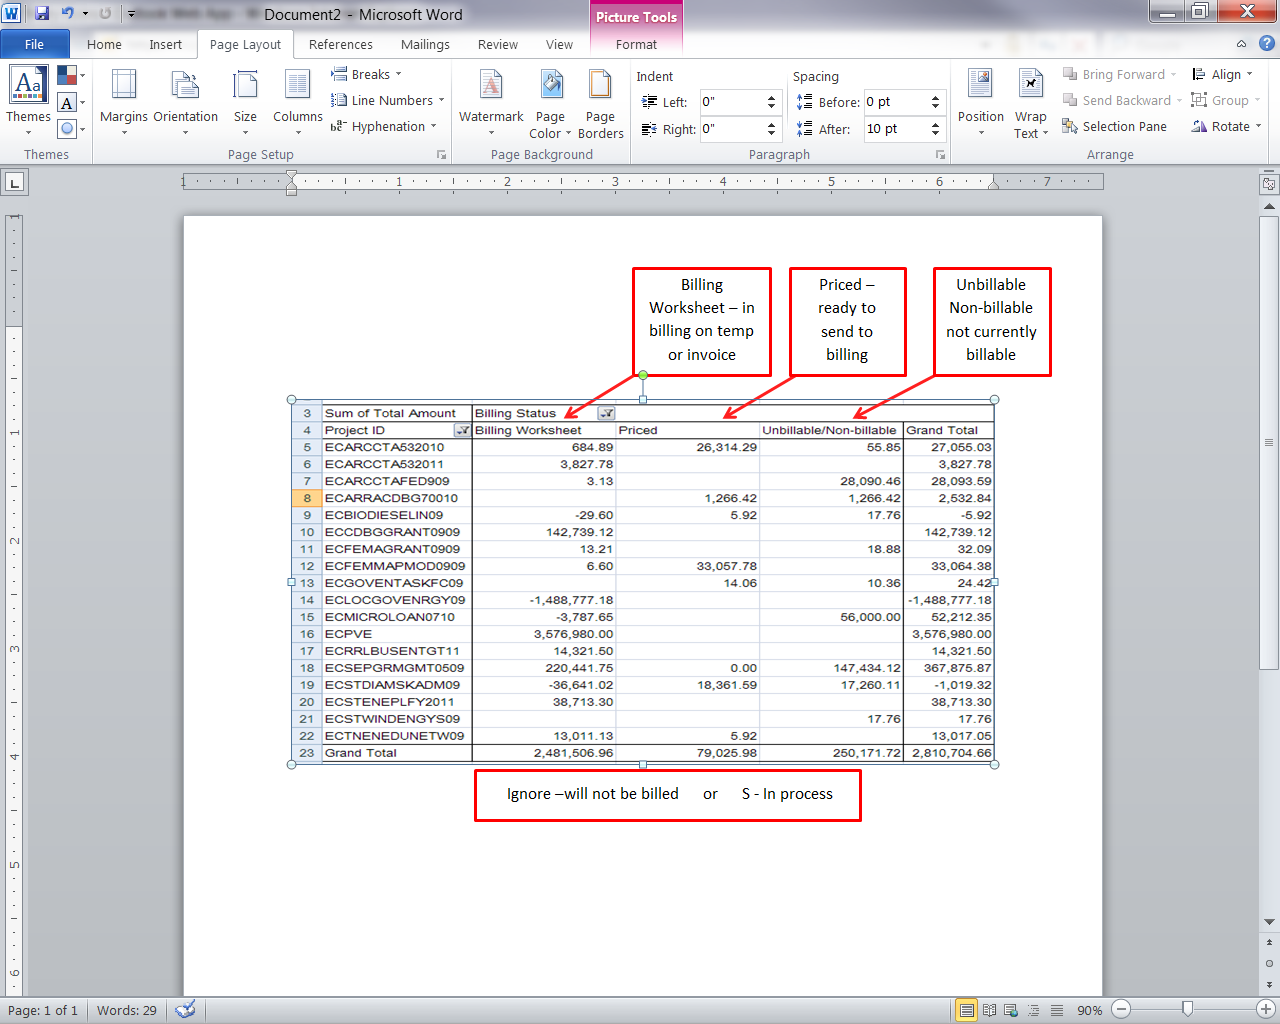 Document2 - Microsoft Word
Picture Tools
File Home Insert Page Layout References Mailings Review View Format
Themes
Themes
Margins Orientation Size Columns
Breaks
Line Numbers
Hyphenation
Page Setup
Watermark Page Color Page Borders
Page Background
Indent
Left: 0"
Right: 0"
Spacing
Before: 0 pt
After: 10 pt
Paragraph
Position Wrap Text
Bring Forward
Send Backward
Selection Pane
Align
Group
Rotate
Arrange
1 1 2 3 4 5 6 7
Billing
Worksheet – in
billing on temp
or invoice
Priced –
ready to
send to
billing
Unbillable
Non-billable
not currently
billable
3 Sum of Total Amount Billing Status
4 Project ID Billing Worksheet Priced Unbillable/Non-billable Grand Total
5 ECARCCTA532010 684.89 26,314.29 55.85 27,055.03
6 ECARCCTA532011 3,827.78 3,827.78
7 ECARCCTAFED909 3.13 28,090.46 28,093.59
8 ECARRACDBG70010 1,266.42 1,266.42 2,532.84
9 ECBIODIESELIN09 -29.60 5.92 17.76 -5.92
10 ECCDBGGRANT0909 142,739.12 142,739.12
11 ECFEMAGRANT0909 13.21 18.88 32.09
12 ECFEMMAPMOD0909 6.60 33,057.78 33,064.38
13 ECGOVENTASKFC09 14.06 10.36 24.42
14 ECLOCGOVENRGY09 -1,488,777.18 -1,488,777.18
15 ECMICROLOAN0710 -3,787.65 56,000.00 52,212.35
16 ECPVE 3,576,980.00 3,576,980.00
17 ECRRLBUSENTGT11 14,321.50 14,321.50
18 ECSEPGRMGMT0509 220,441.75 0.00 147,434.12 367,875.87
19 ECSTDIAMSKADM09 -36,641.02 18,361.59 17,260.11 -1,019.32
20 ECSTENEPLFY2011 38,713.30 38,713.30
21 ECSTWINDENGYS09 17.76 17.76
22 ECTNENEDUNETW09 13,011.13 5.92 13,017.05
23 Grand Total 2,481,506.96 79,025.98 250,171.72 2,810,704.66
Ignore –will not be billed or S - In process
1
1
2
3
4
5
6
Page: 1 of 1 Words: 29 90%